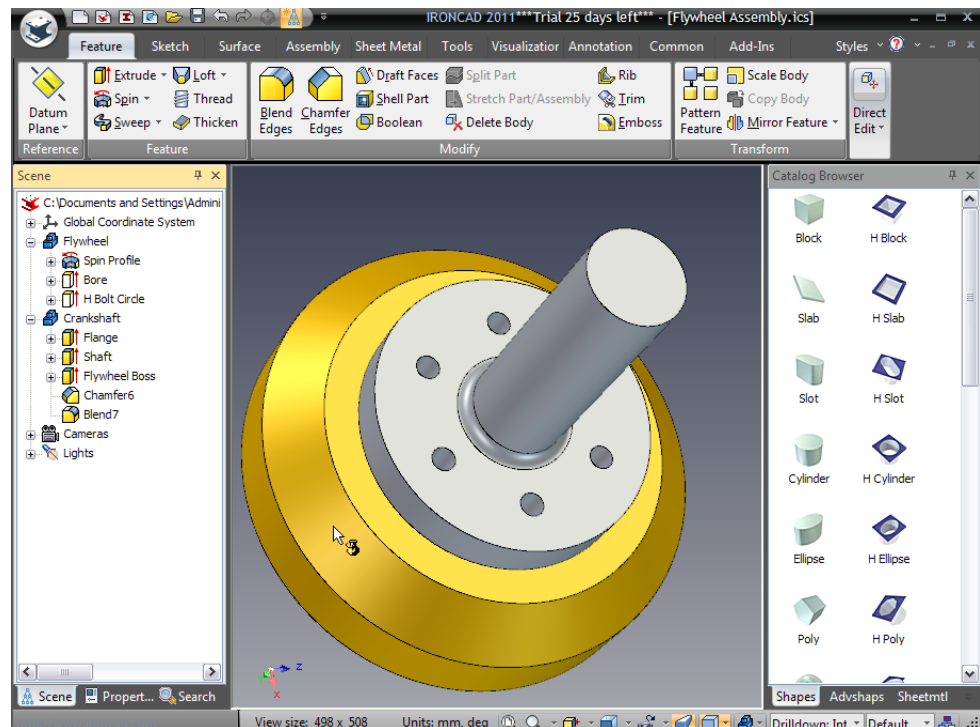 IRONCAD 2011***Trial 25 days left*** - [Flywheel Assembly.ics]
Feature Sketch Surface Assembly Sheet Metal Tools Visualization Annotation Common Add-Ins Styles
Extrude Loft Draft Faces Split Part Rib Scale Body
Spin Thread Shell Part Stretch Part/Assembly Trim Copy Body
Sweep Thicken Boolean Delete Body Emboss Mirror Feature
Datum Plane
Blend Edges
Chamfer Edges
Pattern Feature
Direct Edit
Reference Feature Modify Transform
Scene
C:\Documents and Settings\Admini
Global Coordinate System
Flywheel
Spin Profile
Bore
H Bolt Circle
Crankshaft
Flange
Shaft
Flywheel Boss
Chamfer6
Blend7
Cameras
Lights
Scene Propert... Search
Z
X
Catalog Browser
Block H Block
Slab H Slab
Slot H Slot
Cylinder H Cylinder
Ellipse H Ellipse
Poly H Poly
Shapes Advshaps Sheetmtl
View size: 498 x 508 Units: mm, deg Drilldown: Int Default